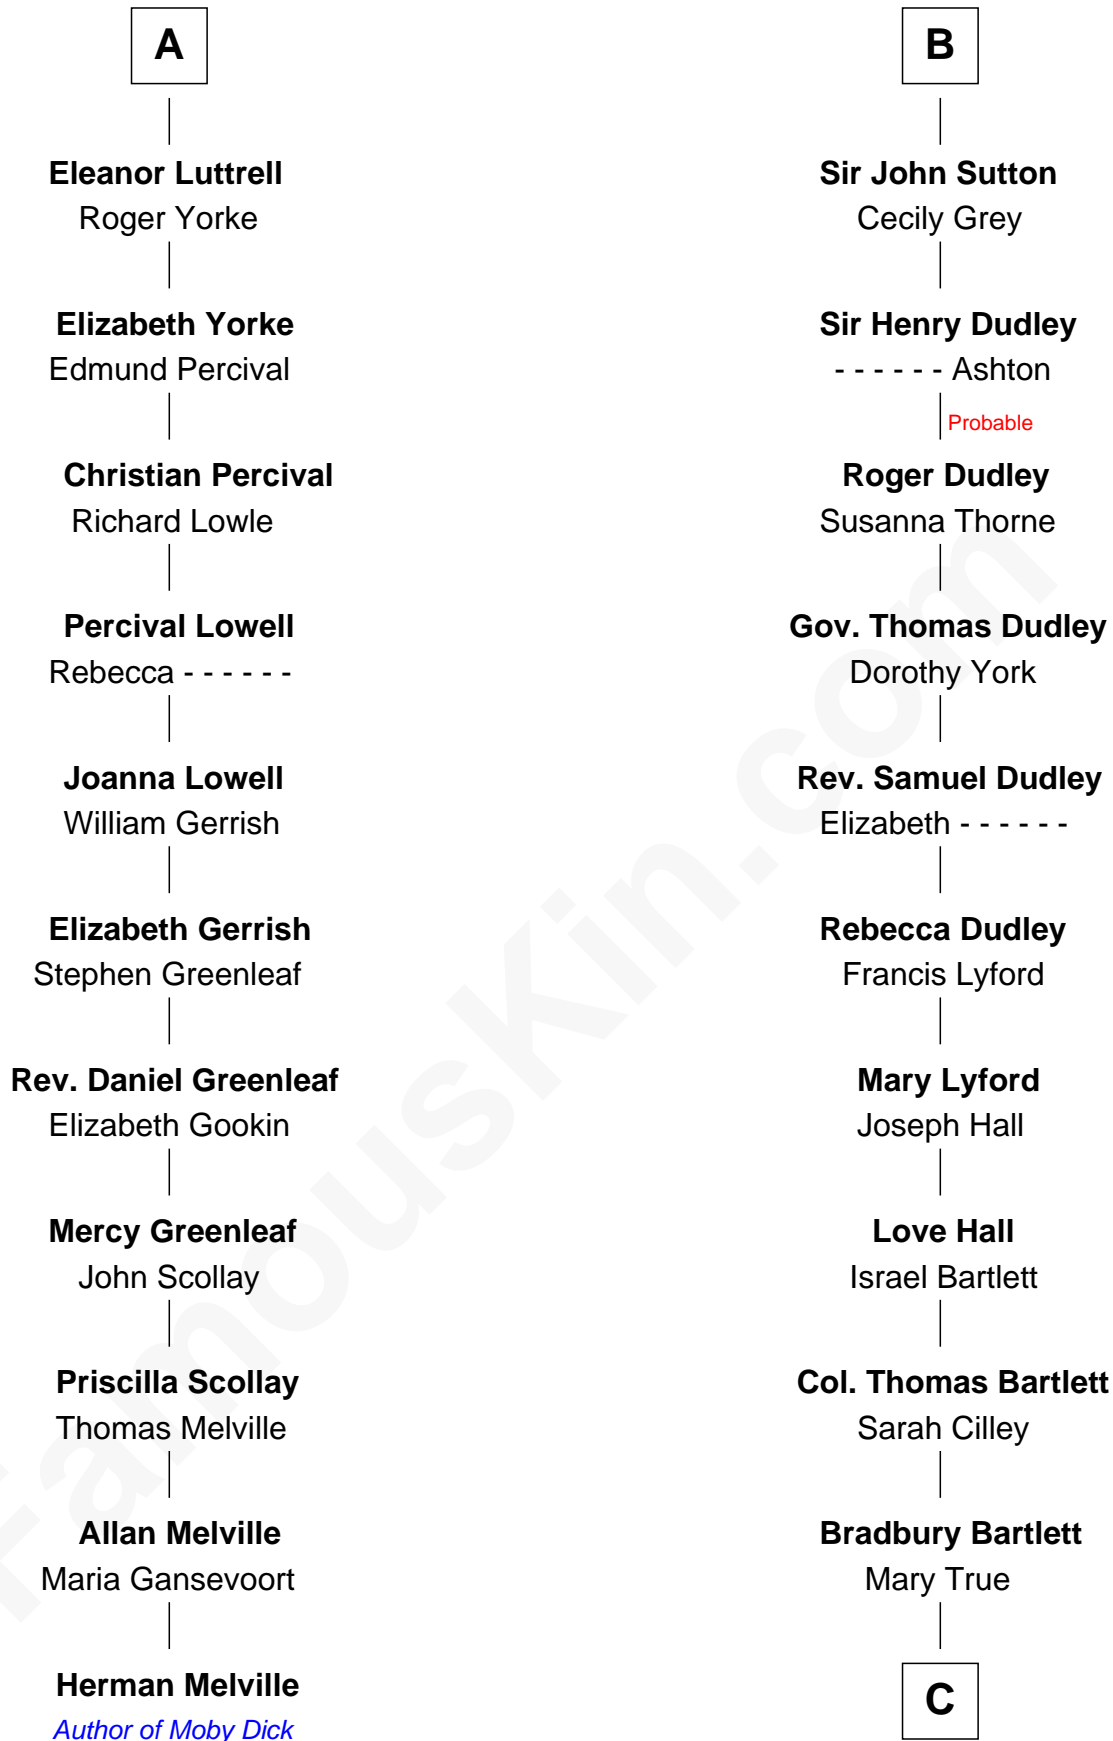 A
Eleanor Luttrell
Roger Yorke
Elizabeth Yorke
Edmund Percival
Christian Percival
Richard Lowle
Percival Lowell
Rebecca - - - - - -
Joanna Lowell
William Gerrish
Elizabeth Gerrish
Stephen Greenleaf
Rev. Daniel Greenleaf
Elizabeth Gookin
Mercy Greenleaf
John Scollay
Priscilla Scollay
Thomas Melville
Allan Melville
Maria Gansevoort
Herman Melville
Author of Moby Dick
B
Sir John Sutton
Cecily Grey
Sir Henry Dudley
- - - - - - Ashton
Probable
Roger Dudley
Susanna Thorne
Gov. Thomas Dudley
Dorothy York
Rev. Samuel Dudley
Elizabeth - - - - - -
Rebecca Dudley
Francis Lyford
Mary Lyford
Joseph Hall
Love Hall
Israel Bartlett
Col. Thomas Bartlett
Sarah Cilley
Bradbury Bartlett
Mary True
C
FamousKin.com